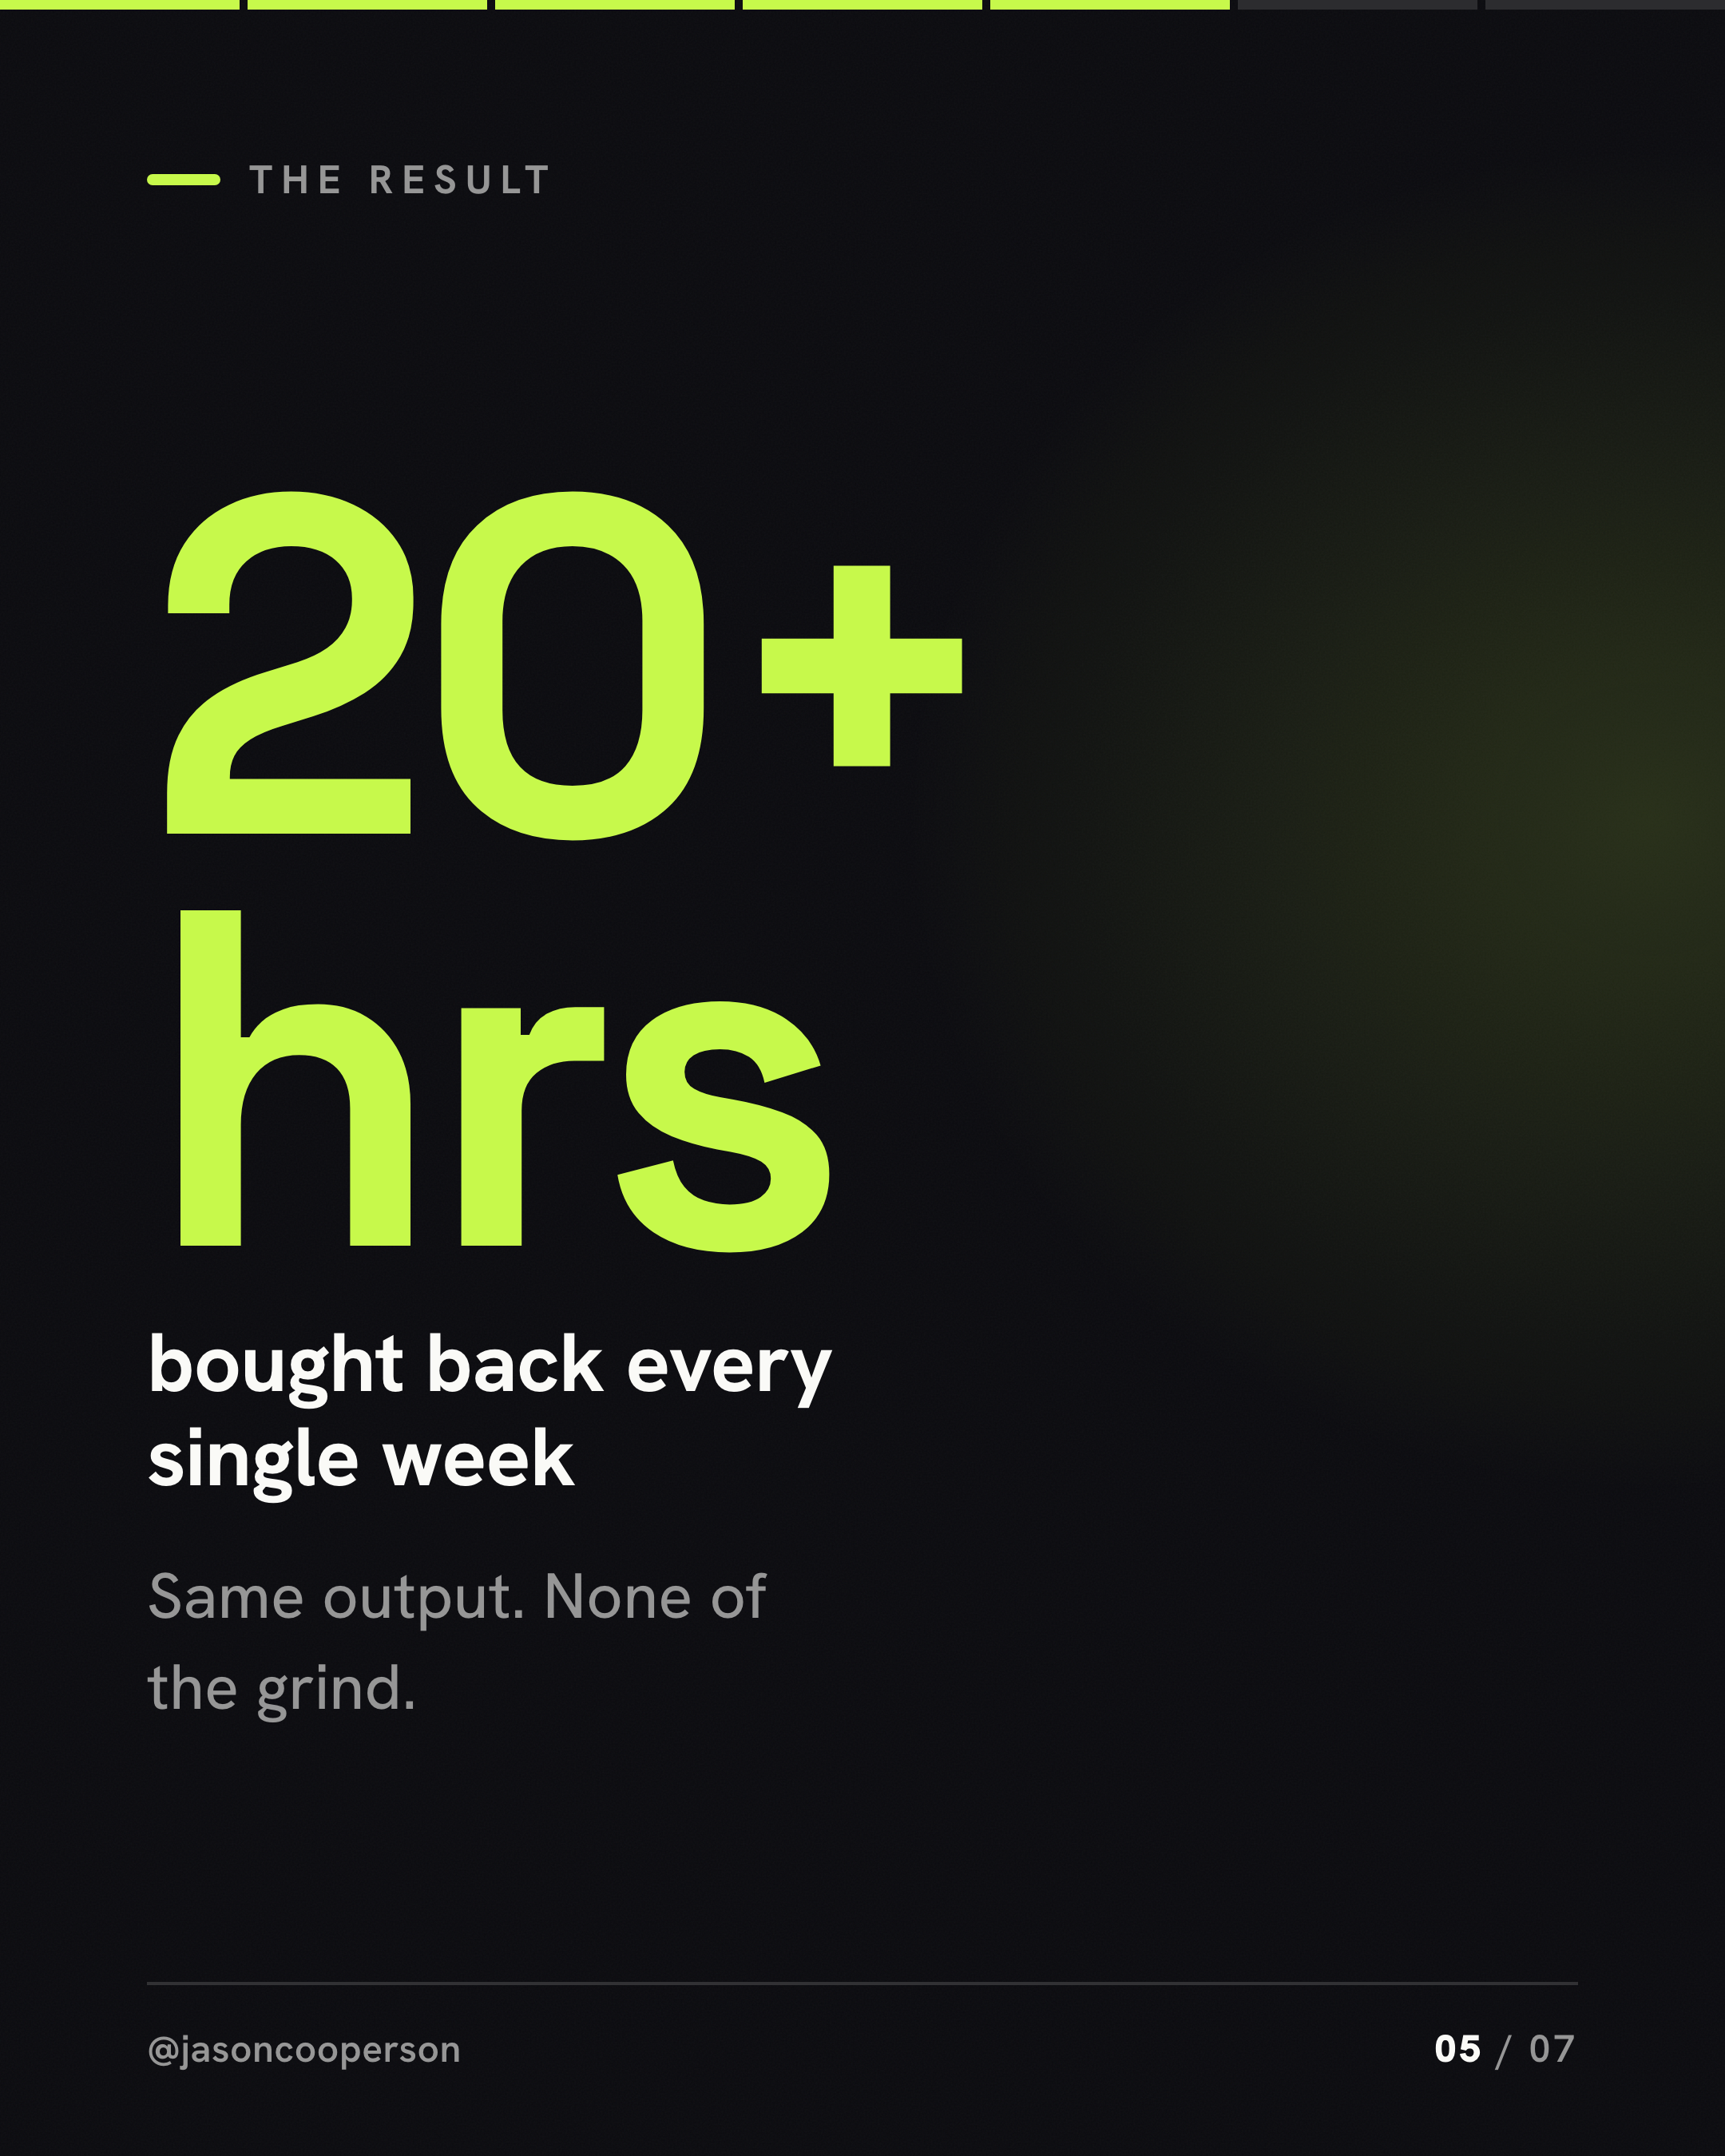 THE RESULT
20+
hrs
bought back every
single week
Same output. None of
the grind.
@jasoncooperson
05 / 07